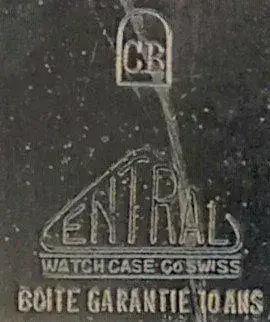 CB
CENTRAL
WATCH CASE Co SWISS
BOITE GARANTIE 10 ANS